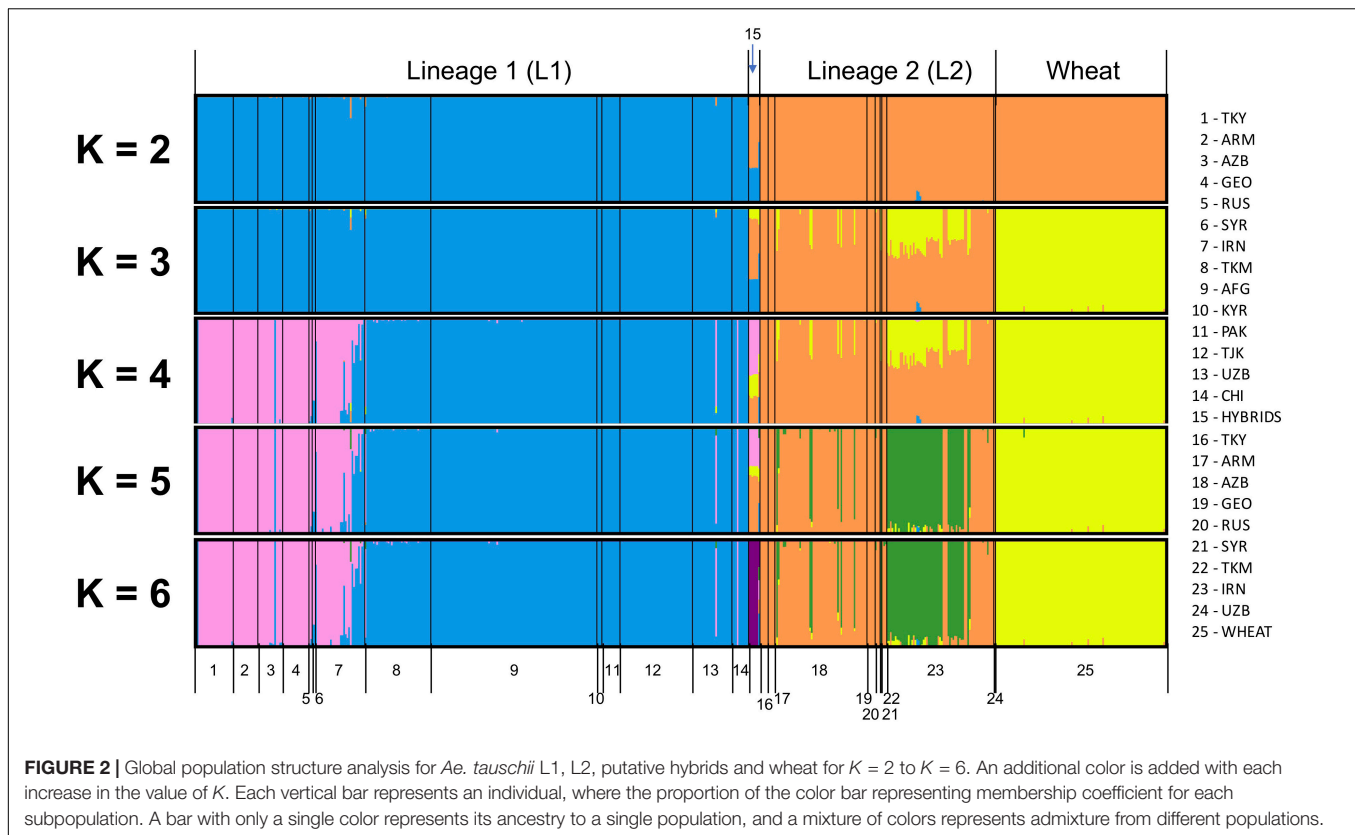 15
Lineage 1 (L1)
Lineage 2 (L2)
Wheat
K = 2
K = 3
K = 4
K = 5
K = 6
1 - TKY
2 - ARM
3 - AZB
4 - GEO
5 - RUS
6 - SYR
7 - IRN
8 - TKM
9 - AFG
10 - KYR
11 - PAK
12 - TJK
13 - UZB
14 - CHI
15 - HYBRIDS
16 - TKY
17 - ARM
18 - AZB
19 - GEO
20 - RUS
21 - SYR
22 - TKM
23 - IRN
24 - UZB
25 - WHEAT
1 2 3 4 5 6 7 8 9 10 11 12 13 14 16 17 18 19 20 22 21 23 24 25
FIGURE 2 | Global population structure analysis for Ae. tauschii L1, L2, putative hybrids and wheat for K = 2 to K = 6. An additional color is added with each
increase in the value of K. Each vertical bar represents an individual, where the proportion of the color bar representing membership coefficient for each
subpopulation. A bar with only a single color represents its ancestry to a single population, and a mixture of colors represents admixture from different populations.